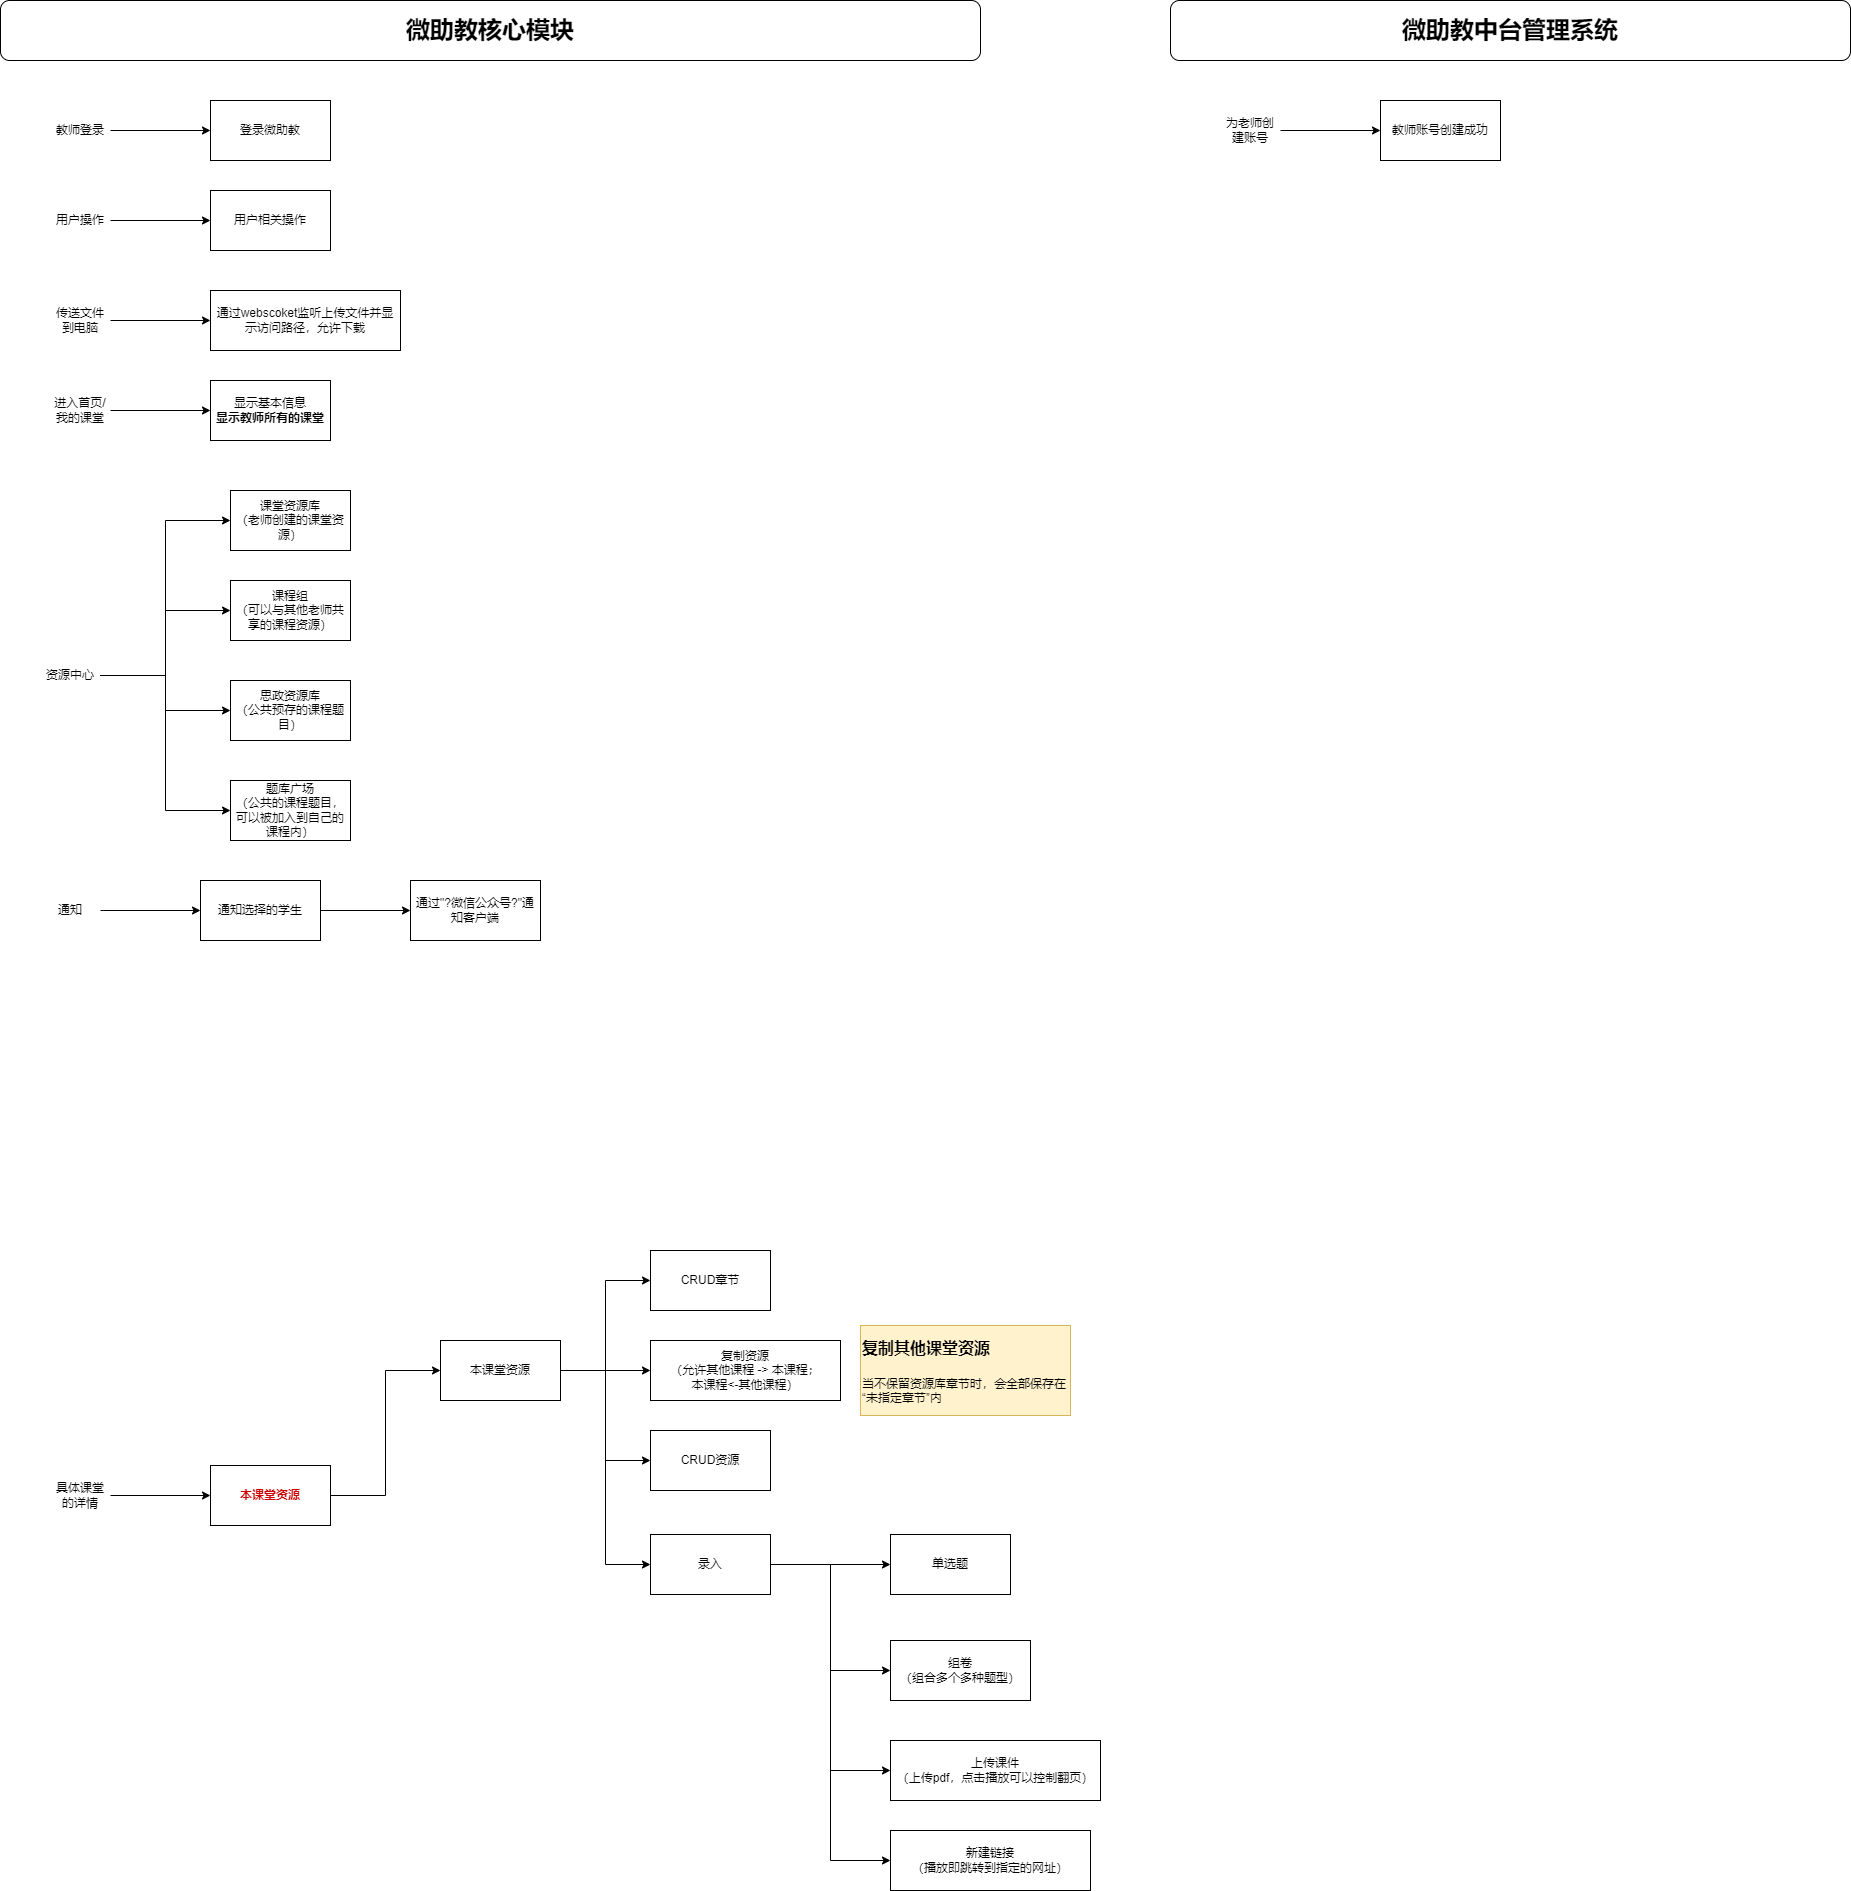 微助教核心模块
微助教中台管理系统
教师登录
登录微助教
为老师创
建账号
教师账号创建成功
用户操作
用户相关操作
传送文件
到电脑
通过webscoket监听上传文件并显
示访问路径，允许下载
进入首页/
我的课堂
显示基本信息
显示教师所有的课堂
资源中心
课堂资源库
（老师创建的课堂资
源）
课程组
（可以与其他老师共
享的课程资源）
思政资源库
（公共预存的课程题
目）
题库广场
（公共的课程题目，
可以被加入到自己的
课程内）
通知
通知选择的学生
通过"?微信公众号?"通
知客户端
具体课堂
的详情
本课堂资源
本课堂资源
CRUD章节
复制资源
（允许其他课程 -> 本课程；
本课程<-其他课程）
复制其他课堂资源
当不保留资源库章节时，会全部保存在
“未指定章节”内
CRUD资源
录入
单选题
组卷
（组合多个多种题型）
上传课件
（上传pdf，点击播放可以控制翻页）
新建链接
（播放即跳转到指定的网址）